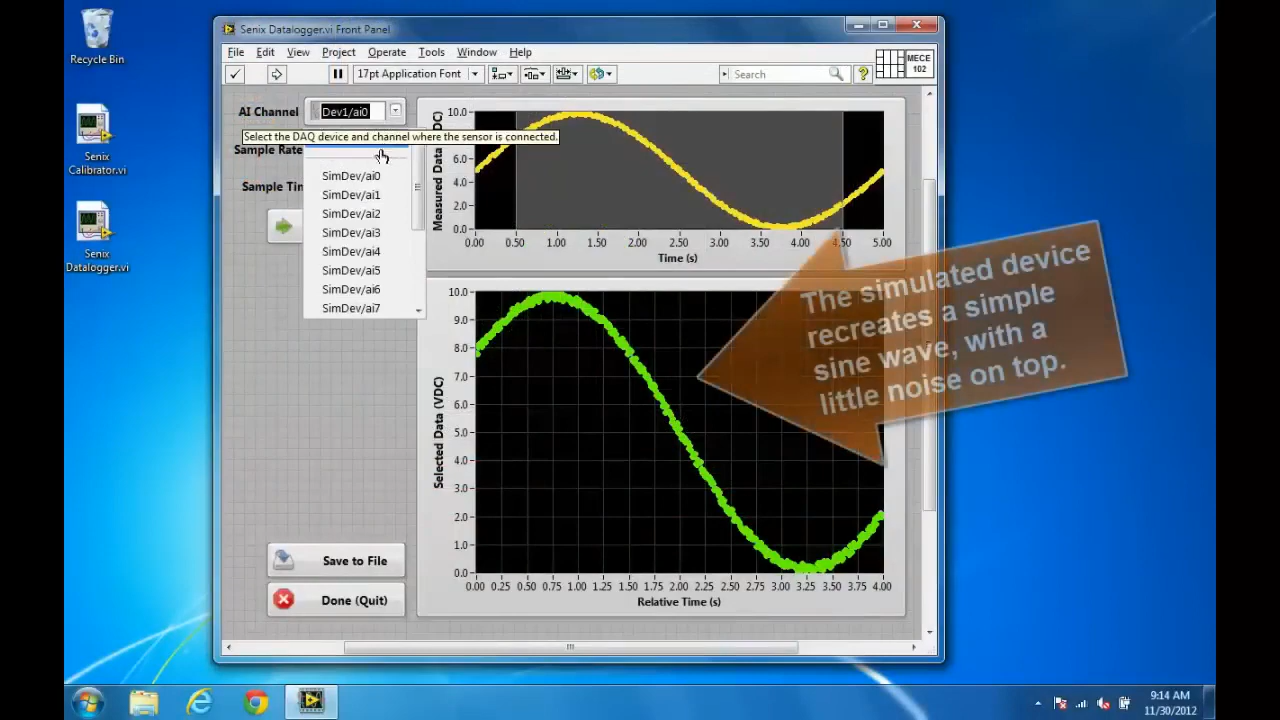 Recycle Bin
Senix
Calibrator.vi
Senix
Datalogger.vi
Senix Datalogger.vi Front Panel
File Edit View Project Operate Tools Window Help
17pt Application Font
Search
MECE
102
AI Channel
Dev1/ai0
Select the DAQ device and channel where the sensor is connected.
Sample Rate
SimDev/ai0
Sample Tim
SimDev/ai1
SimDev/ai2
SimDev/ai3
SimDev/ai4
SimDev/ai5
SimDev/ai6
SimDev/ai7
Save to File
Done (Quit)
Measured Data (VDC)
10.0
6.0
4.0
2.0
0.0
0.00 0.50 1.00 1.50 2.00 2.50 3.00 3.50 4.00 4.50 5.00
Time (s)
Selected Data (VDC)
10.0
9.0
8.0
7.0
6.0
5.0
4.0
3.0
2.0
1.0
0.0
0.00 0.25 0.50 0.75 1.00 1.25 1.50 1.75 2.00 2.25 2.50 2.75 3.00 3.25 3.50 3.75 4.00
Relative Time (s)
The simulated device
recreates a simple
sine wave, with a
little noise on top.
9:14 AM
11/30/2012